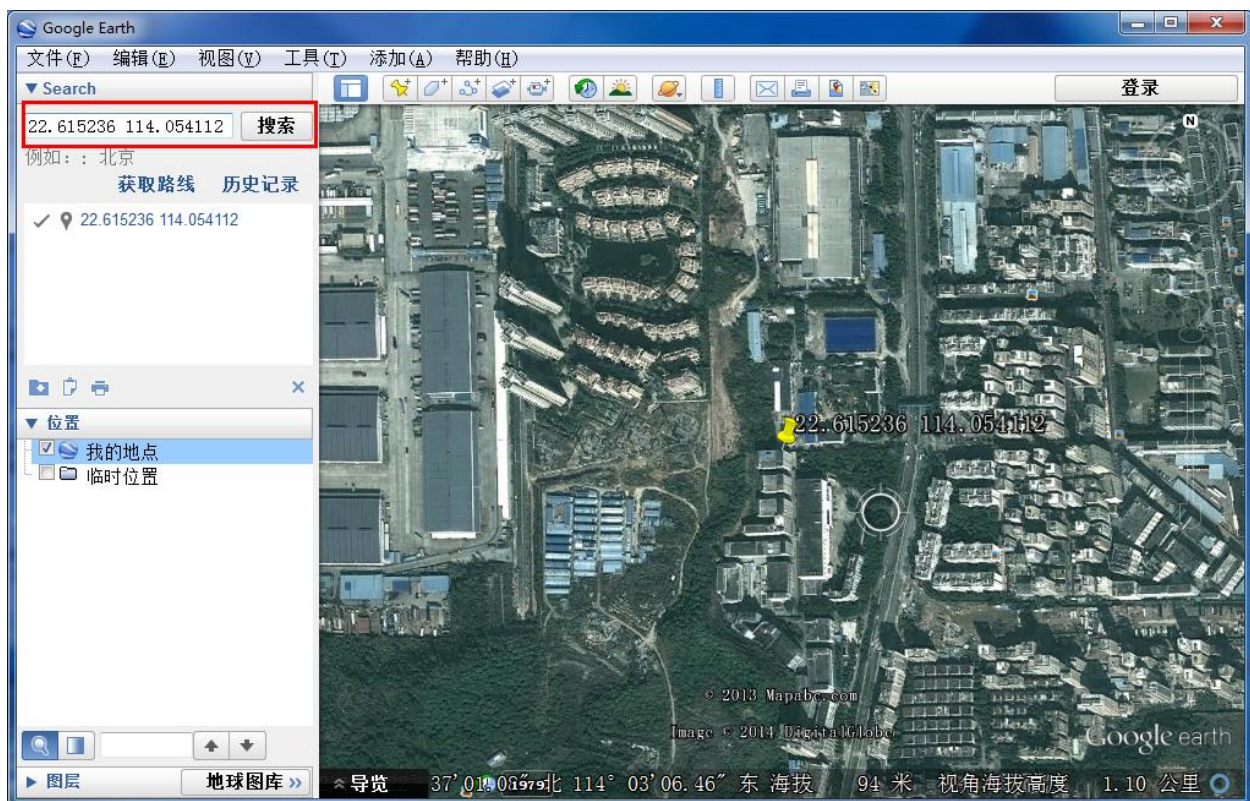 Google Earth
文件(F) 编辑(E) 视图(V) 工具(T) 添加(A) 帮助(H)
▼ Search
登录
22.615236 114.054112 搜索
例如：: 北京
获取路线 历史记录
22.615236 114.054112
N
▼ 位置
我的地点
临时位置
22.615236 114.054112
© 2013 Mapabc.com
Image © 2014 DigitalGlobe
Google earth
▶ 图层 地球图库 »
导览 1979 北 114° 03′06.46″ 东 海拔 94 米 视角海拔高度 1.10 公里